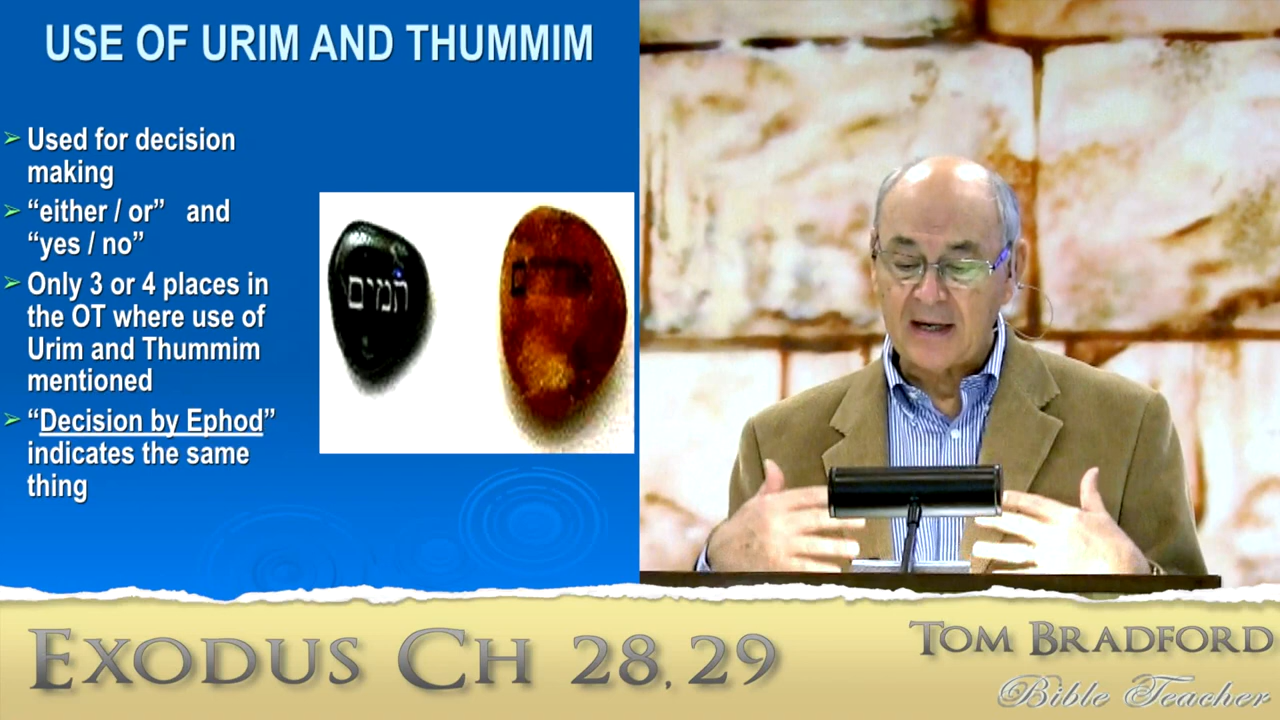 USE OF URIM AND THUMMIM
➢ Used for decision
making
➢ “either / or” and
“yes / no”
➢ Only 3 or 4 places in
the OT where use of
Urim and Thummim
mentioned
➢ “Decision by Ephod”
indicates the same
thing
תמים
EXODUS CH 28, 29
TOM BRADFORD
Bible Teacher